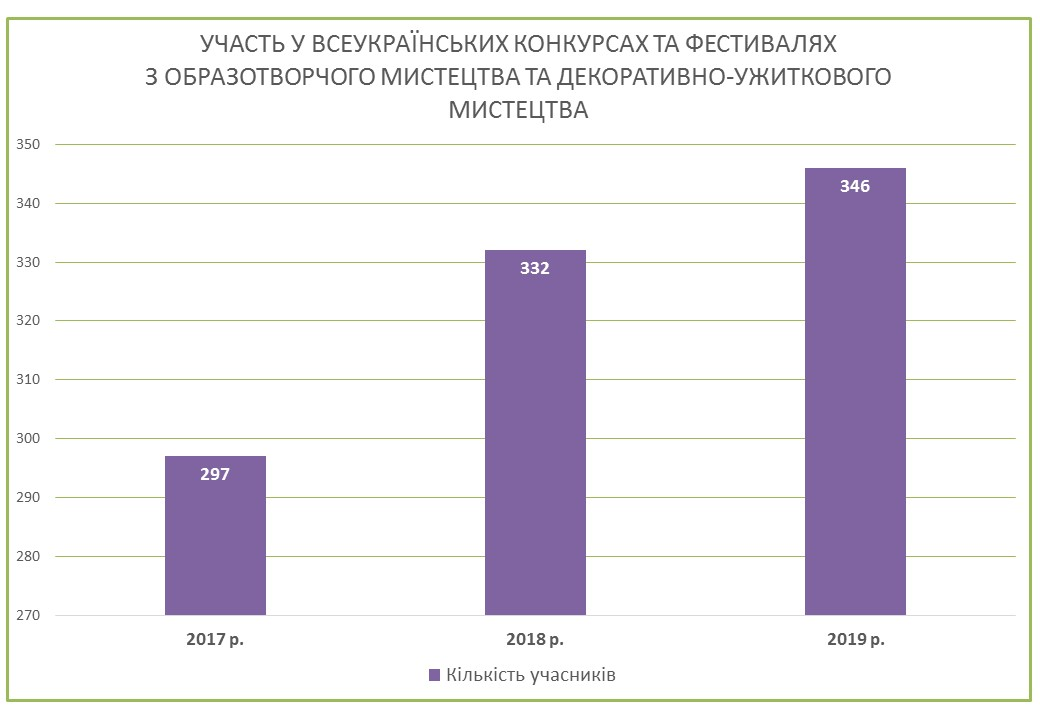 УЧАСТЬ У ВСЕУКРАЇНСЬКИХ КОНКУРСАХ ТА ФЕСТИВАЛЯХ
З ОБРАЗОТВОРЧОГО МИСТЕЦТВА ТА ДЕКОРАТИВНО-УЖИТКОВОГО
МИСТЕЦТВА
350
340
330
320
310
300
290
280
270
297
332
346
2017 р.
2018 р.
2019 р.
Кількість учасників